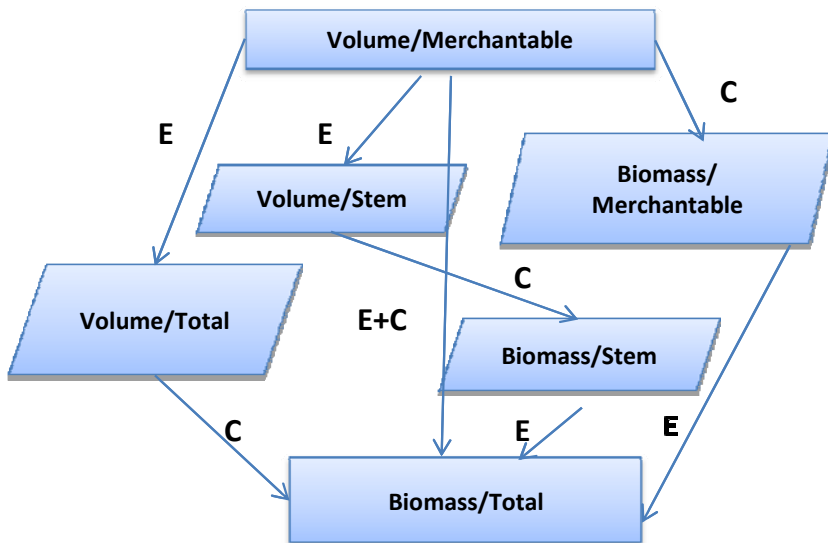 Volume/Merchantable
C
E
E
Volume/Stem
Biomass/
Merchantable
C
Volume/Total
E+C
Biomass/Stem
C
E
E
Biomass/Total